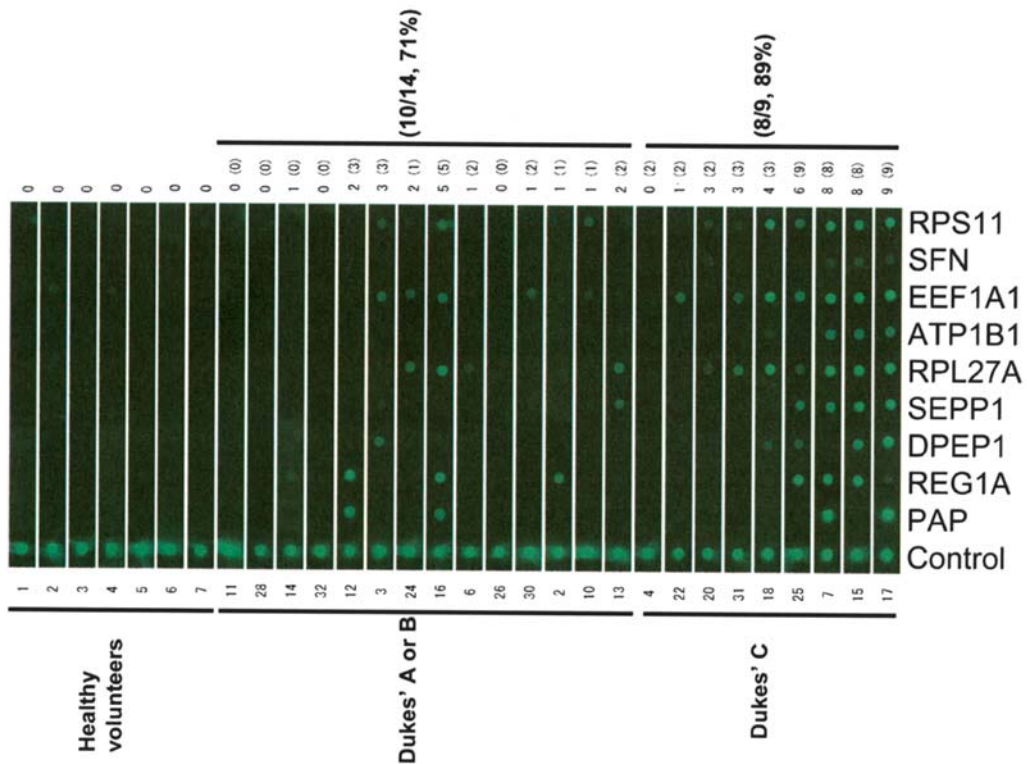 Healthy
volunteers
1 0
2 0
3 0
4 0
5 0
6 0
7 0
Dukes' A or B
11 0 (0)
28 0 (0)
14 1 (0)
32 0 (0)
12 2 (3)
3 3 (3)
24 2 (1)
16 5 (5)
6 1 (2)
26 0 (0)
30 1 (2)
2 1 (1)
10 1 (1)
13 2 (2)
(10/14, 71%)
Dukes' C
4 0 (2)
22 1 (2)
20 3 (2)
31 3 (3)
18 4 (3)
25 6 (9)
7 8 (8)
15 8 (8)
17 9 (9)
(8/9, 89%)
RPS11
SFN
EEF1A1
ATP1B1
RPL27A
SEPP1
DPEP1
REG1A
PAP
Control